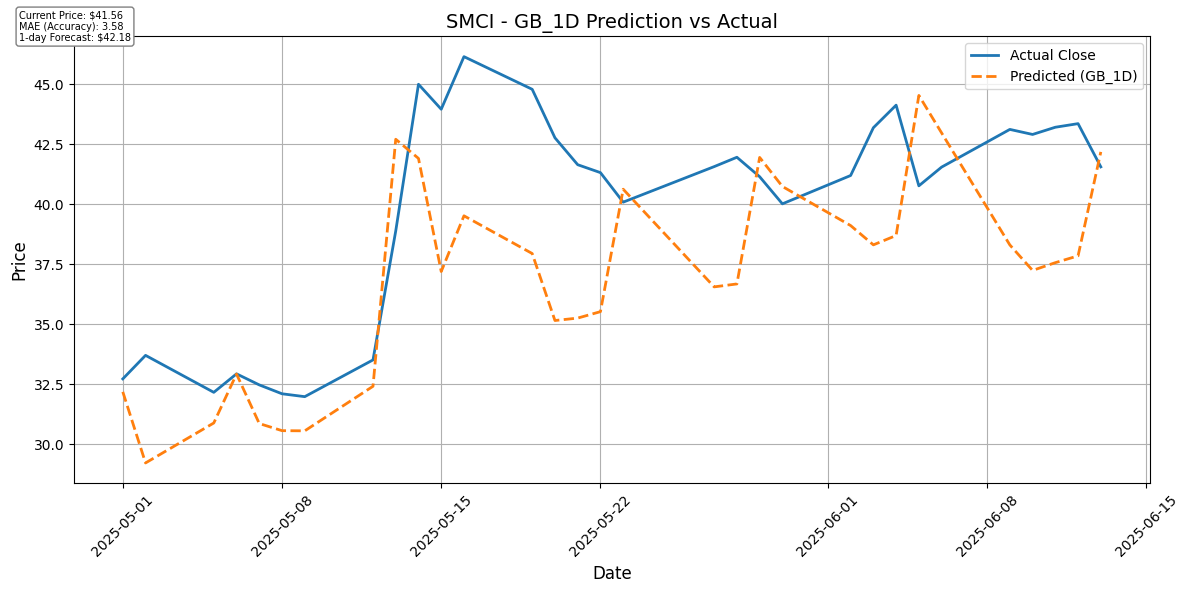 SMCI - GB_1D Prediction vs Actual
Current Price: $41.56
MAE (Accuracy): 3.58
1-day Forecast: $42.18
Actual Close
Predicted (GB_1D)
Price
45.0
42.5
40.0
37.5
35.0
32.5
30.0
2025-05-01
2025-05-08
2025-05-15
2025-05-22
2025-06-01
2025-06-08
2025-06-15
Date